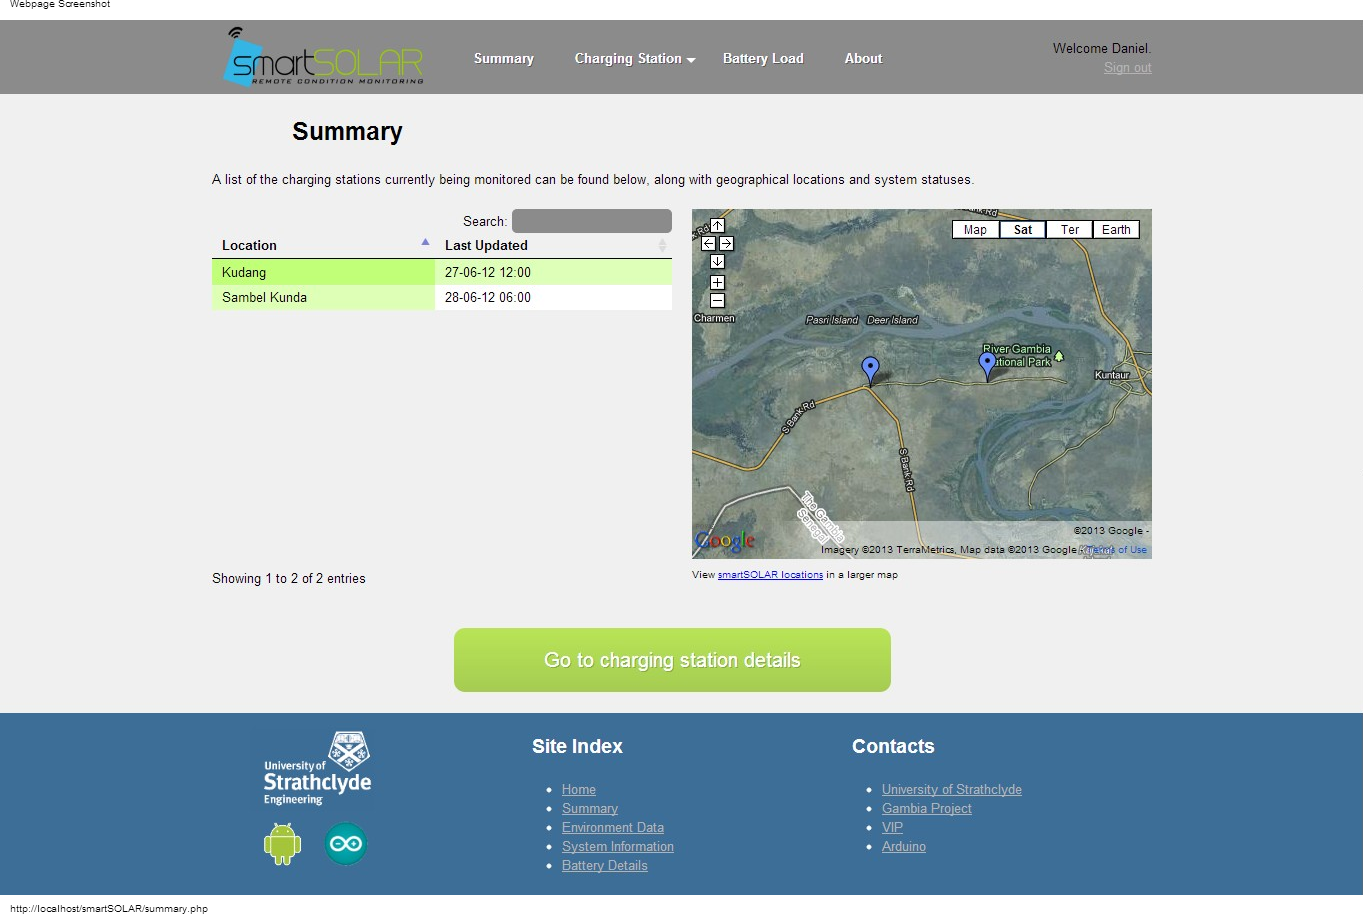 Webpage Screenshot
smartSOLAR
REMOTE CONDITION MONITORING
Summary
Charging Station
Battery Load
About
Welcome Daniel.
Sign out
Summary
A list of the charging stations currently being monitored can be found below, along with geographical locations and system statuses.
Search:
Location Last Updated
Kudang 27-06-12 12:00
Sambel Kunda 28-06-12 06:00
Showing 1 to 2 of 2 entries
Map Sat Ter Earth
Charmen
Pasri Island Deer Island
River Gambia
National Park
Kuntaur
S Bank Rd
S Bank Rd
The Gambia
Senegal
Google
©2013 Google -
Imagery ©2013 TerraMetrics, Map data ©2013 Google - Terms of Use
View smartSOLAR locations in a larger map
Go to charging station details
University of
Strathclyde
Engineering
Site Index
Home
Summary
Environment Data
System Information
Battery Details
Contacts
University of Strathclyde
Gambia Project
VIP
Arduino
http://localhost/smartSOLAR/summary.php